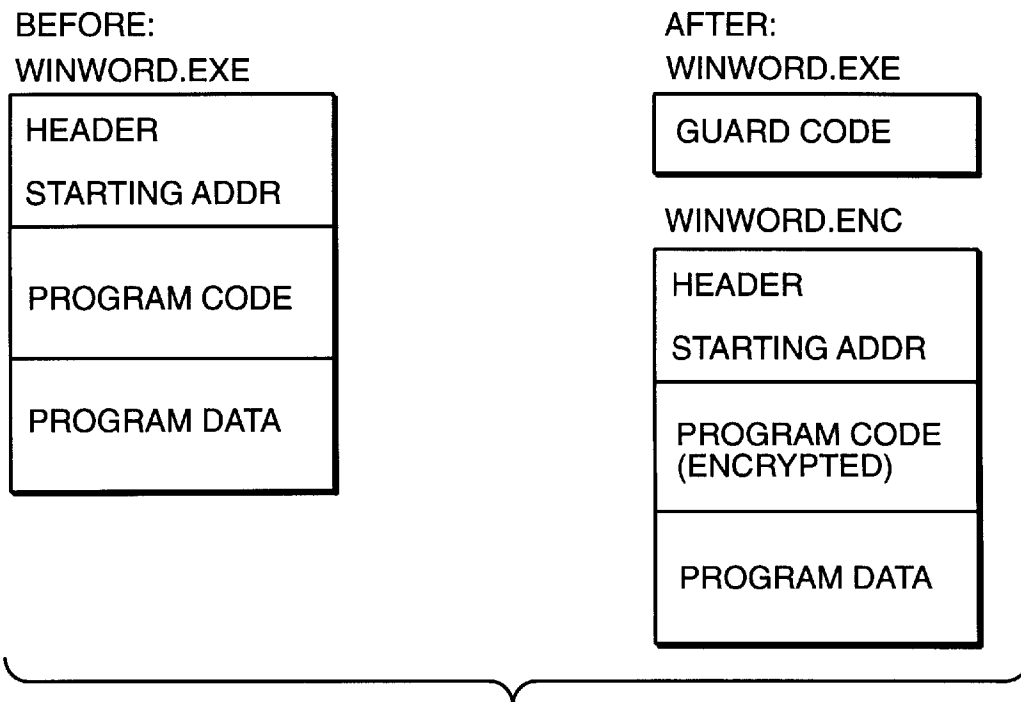 BEFORE:
WINWORD.EXE
HEADER
STARTING ADDR
PROGRAM CODE
PROGRAM DATA
AFTER:
WINWORD.EXE
GUARD CODE
WINWORD.ENC
HEADER
STARTING ADDR
PROGRAM CODE
(ENCRYPTED)
PROGRAM DATA